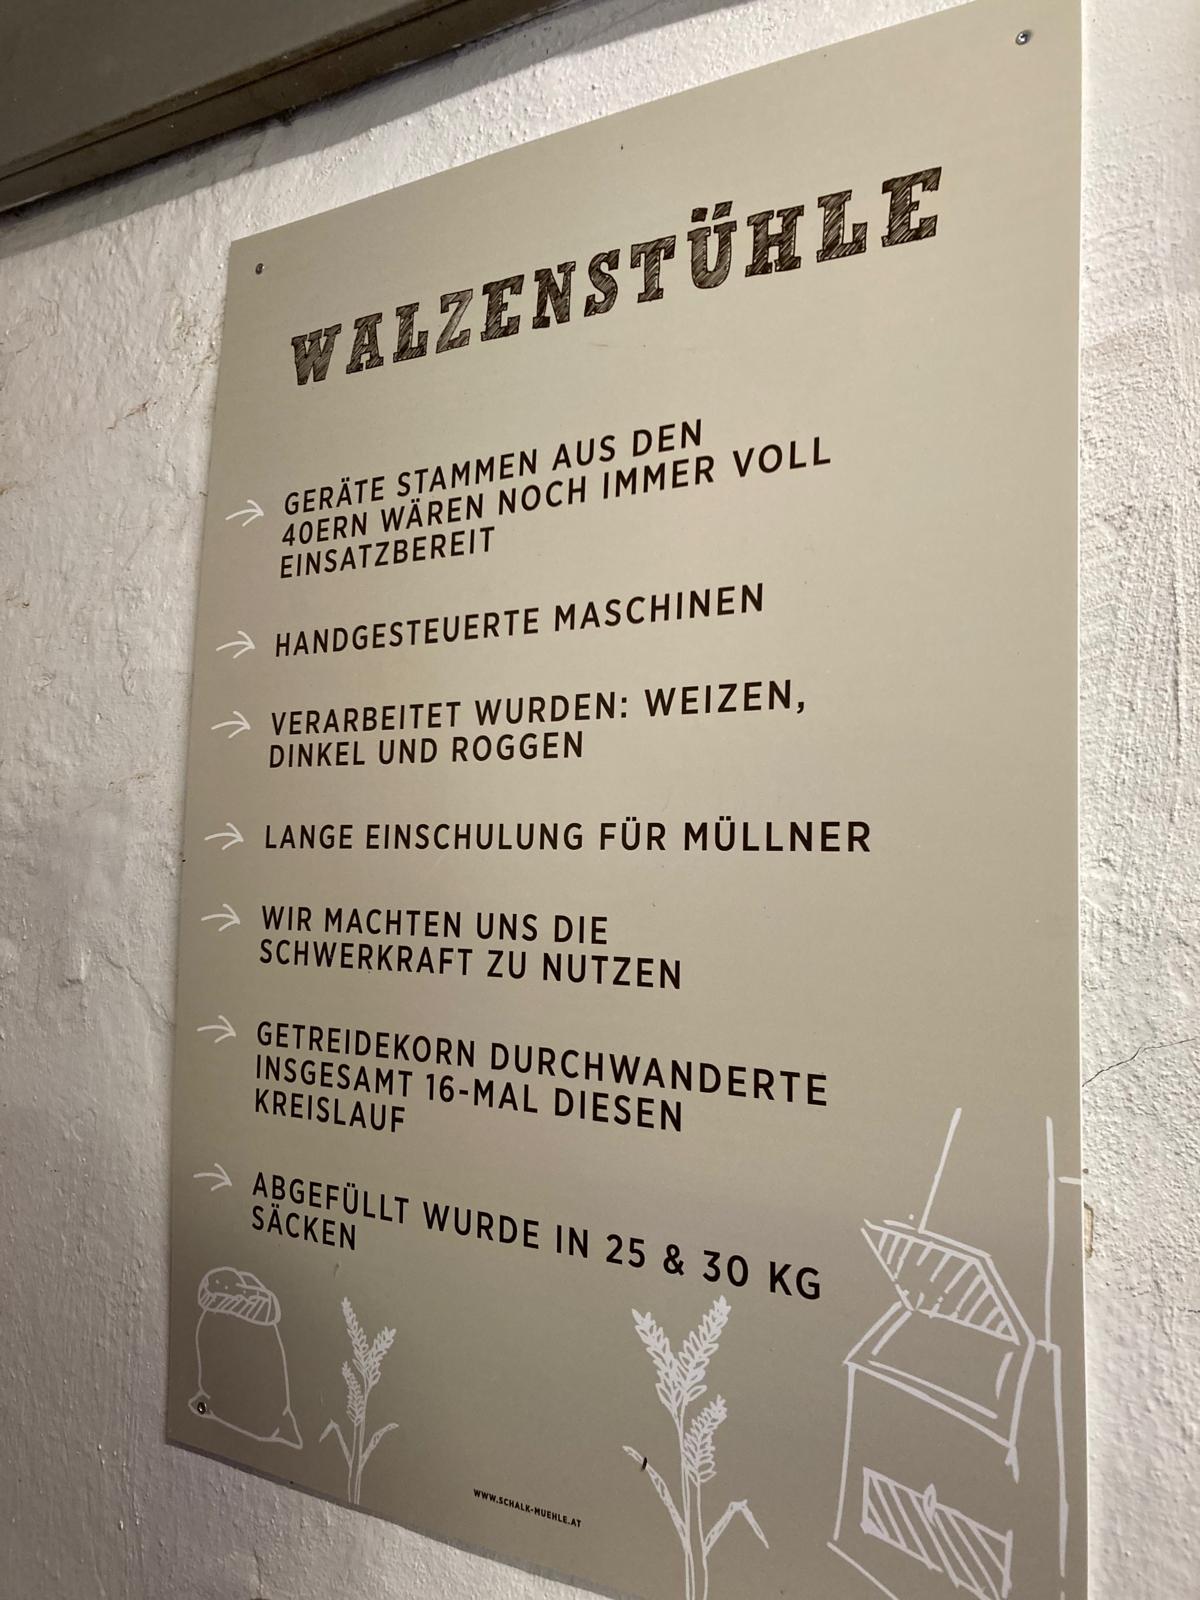 WALZENSTÜHLE
GERÄTE STAMMEN AUS DEN
40ERN WÄREN NOCH IMMER VOLL
EINSATZBEREIT
HANDGESTEUERTE MASCHINEN
VERARBEITET WURDEN: WEIZEN,
DINKEL UND ROGGEN
LANGE EINSCHULUNG FÜR MÜLLNER
WIR MACHTEN UNS DIE
SCHWERKRAFT ZU NUTZEN
GETREIDEKORN DURCHWANDERTE
INSGESAMT 16-MAL DIESEN
KREISLAUF
ABGEFÜLLT WURDE IN 25 & 30 KG
SÄCKEN
WWW.SCHALK-MUEHLE.AT